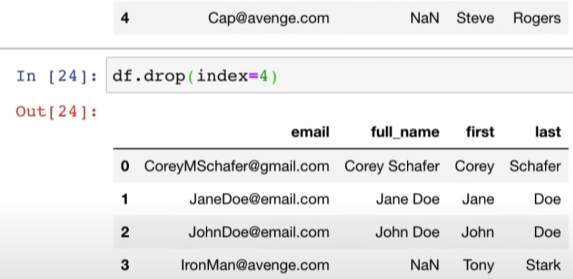 4 Cap@avenge.com NaN Steve Rogers
In [24]: df.drop(index=4)
Out[24]:
email full_name first last
0 CoreyMSchafer@gmail.com Corey Schafer Corey Schafer
1 JaneDoe@email.com Jane Doe Jane Doe
2 JohnDoe@email.com John Doe John Doe
3 IronMan@avenge.com NaN Tony Stark